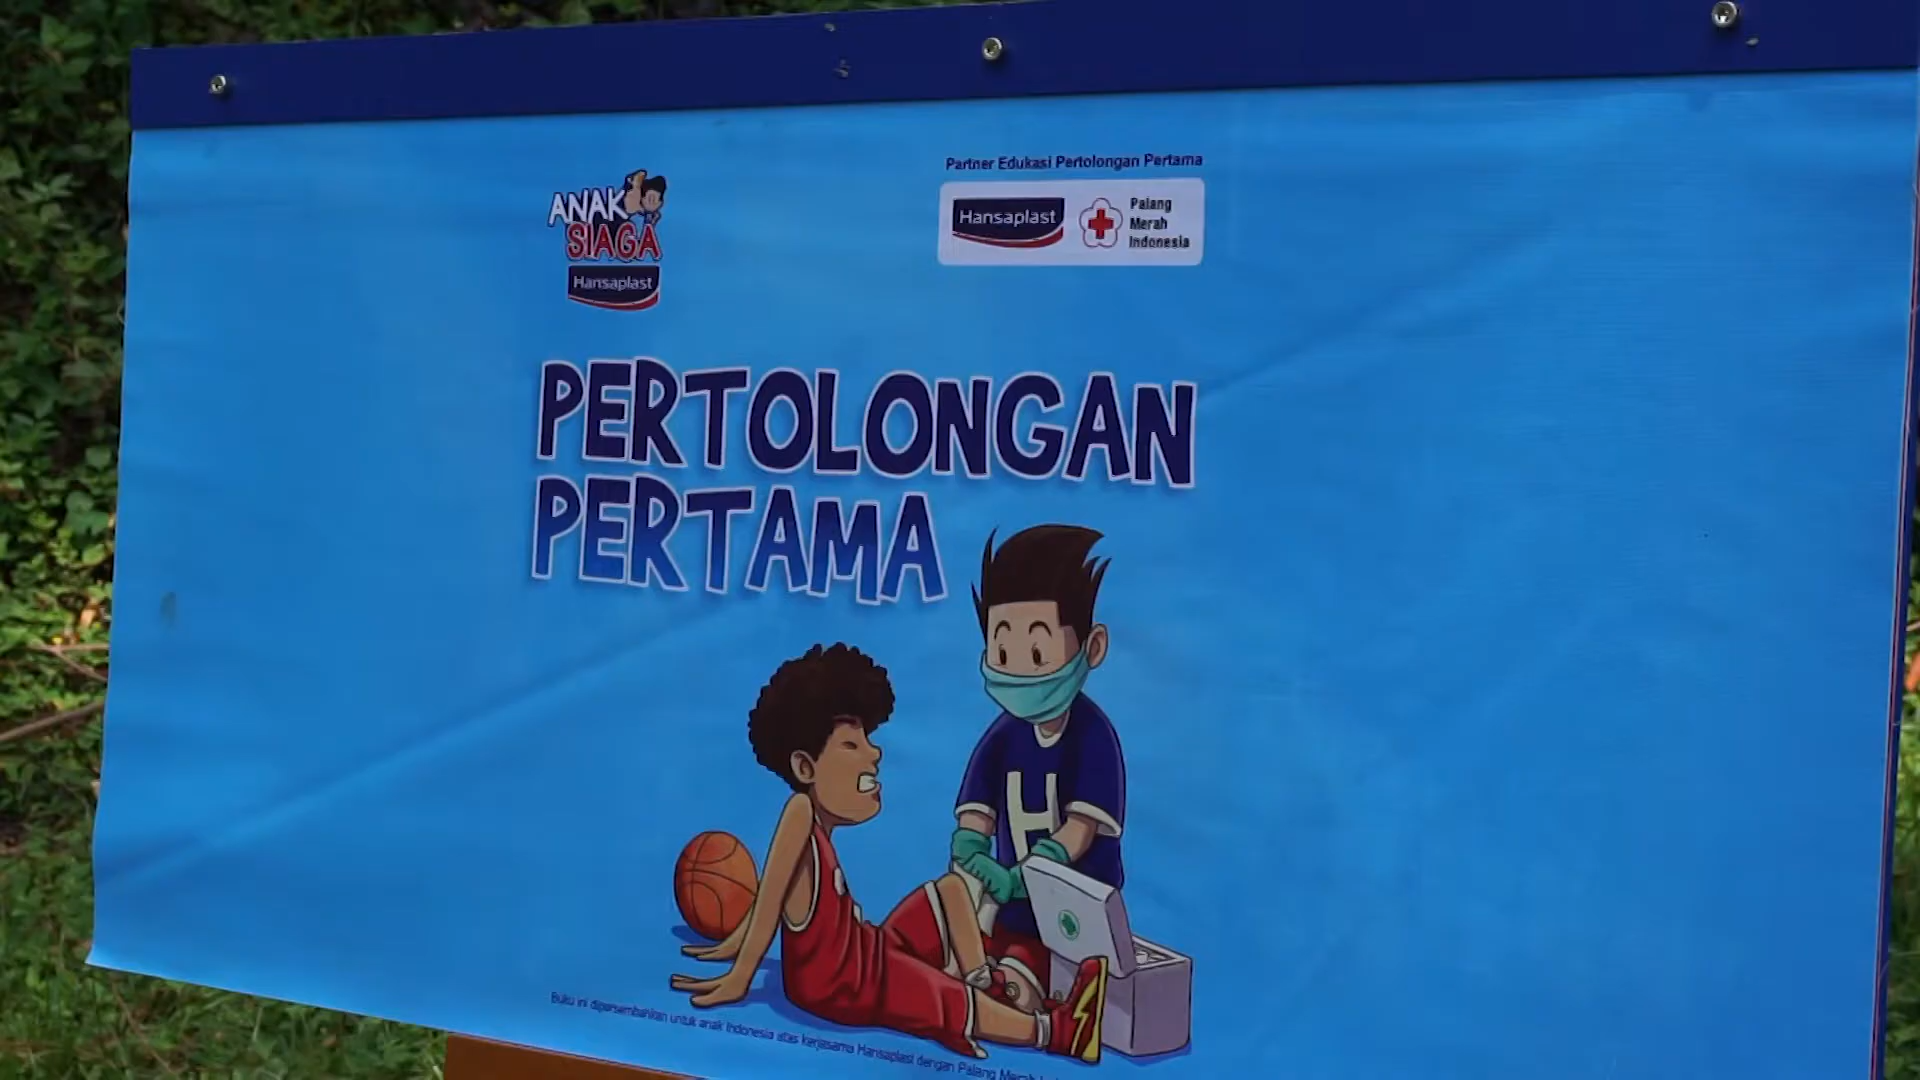 ANAK
SIAGA
Hansaplast
Partner Edukasi Pertolongan Pertama
Hansaplast
Palang
Merah
Indonesia
PERTOLONGAN
PERTAMA
H
Buku ini dipersembahkan untuk anak Indonesia atas kerjasama Hansaplast dengan Palang Merah